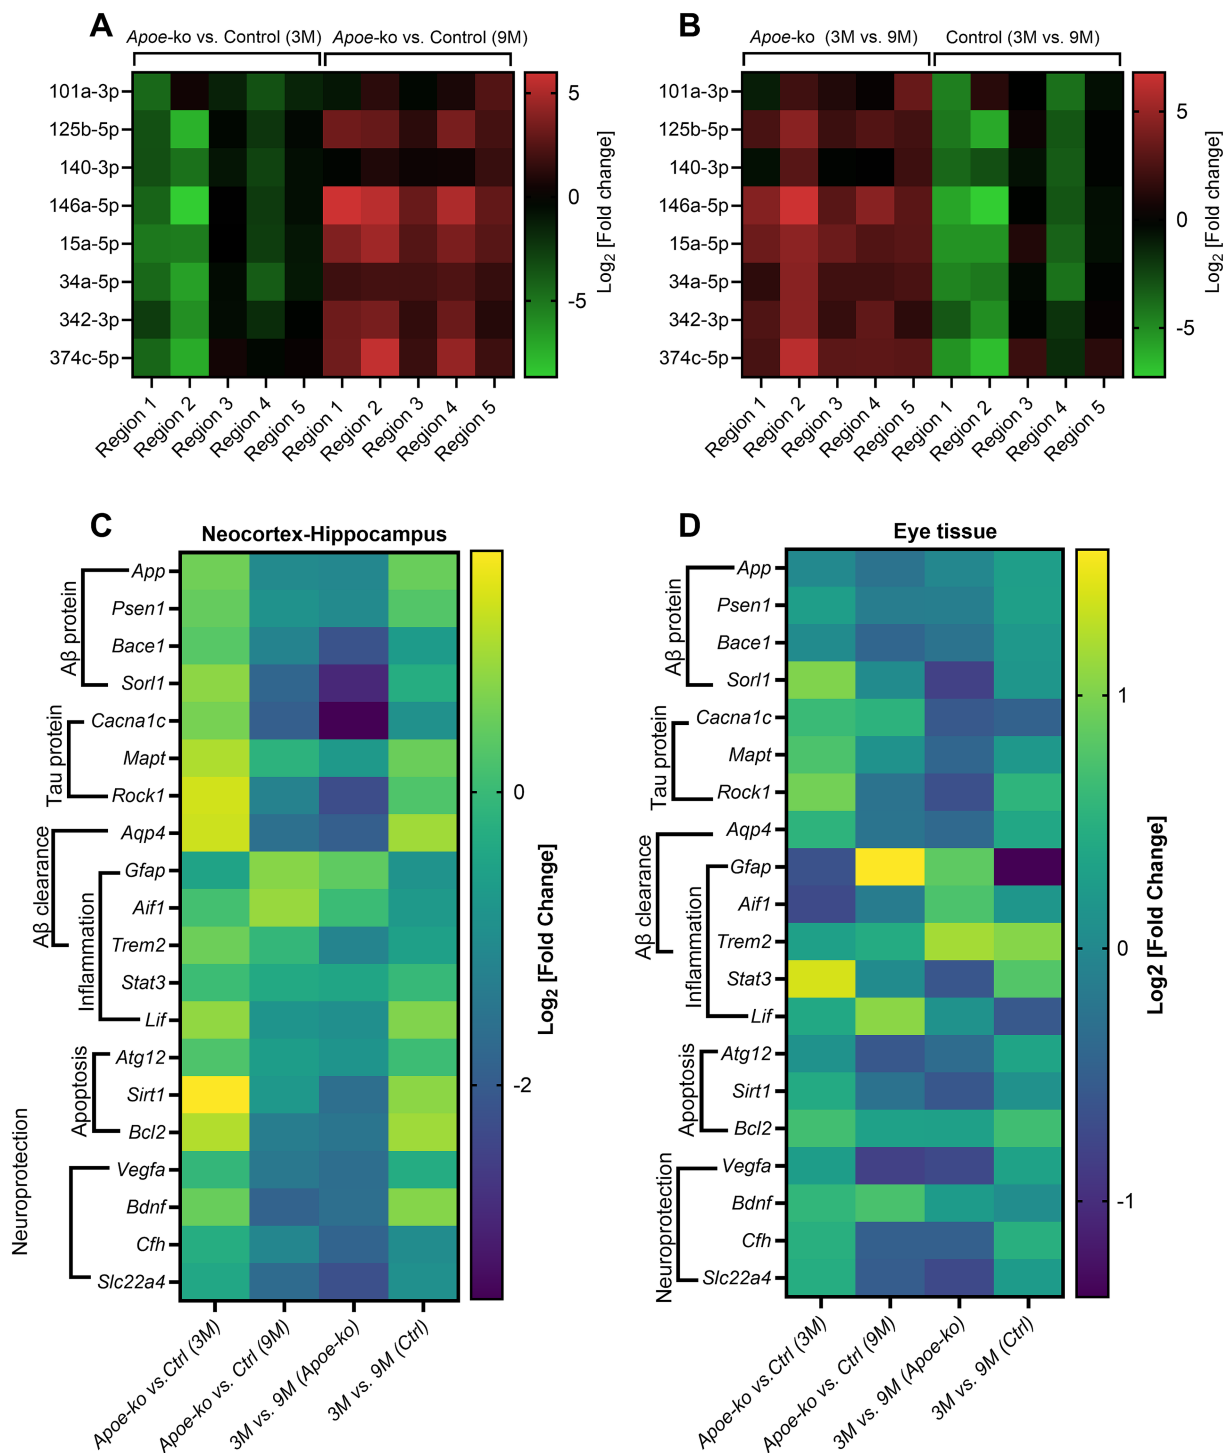 A
Apoe-ko vs. Control (3M)
Apoe-ko vs. Control (9M)
101a-3p
125b-5p
140-3p
146a-5p
15a-5p
34a-5p
342-3p
374c-5p
Region 1
Region 2
Region 3
Region 4
Region 5
Region 1
Region 2
Region 3
Region 4
Region 5
5
0
-5
Log2 [Fold change]
B
Apoe-ko (3M vs. 9M)
Control (3M vs. 9M)
101a-3p
125b-5p
140-3p
146a-5p
15a-5p
34a-5p
342-3p
374c-5p
Region 1
Region 2
Region 3
Region 4
Region 5
Region 1
Region 2
Region 3
Region 4
Region 5
5
0
-5
Log2 [Fold change]
C
Neocortex-Hippocampus
Aβ protein
Tau protein
Aβ clearance
Inflammation
Apoptosis
Neuroprotection
App
Psen1
Bace1
Sorl1
Cacna1c
Mapt
Rock1
Aqp4
Gfap
Aif1
Trem2
Stat3
Lif
Atg12
Sirt1
Bcl2
Vegfa
Bdnf
Cfh
Slc22a4
Apoe-ko vs. Ctrl (3M)
Apoe-ko vs. Ctrl (9M)
3M vs. 9M (Apoe-ko)
3M vs. 9M (Ctrl)
0
-2
Log2 [Fold Change]
D
Eye tissue
Aβ protein
Tau protein
Aβ clearance
Inflammation
Apoptosis
Neuroprotection
App
Psen1
Bace1
Sorl1
Cacna1c
Mapt
Rock1
Aqp4
Gfap
Aif1
Trem2
Stat3
Lif
Atg12
Sirt1
Bcl2
Vegfa
Bdnf
Cfh
Slc22a4
Apoe-ko vs. Ctrl (3M)
Apoe-ko vs. Ctrl (9M)
3M vs. 9M (Apoe-ko)
3M vs. 9M (Ctrl)
1
0
-1
Log2 [Fold Change]